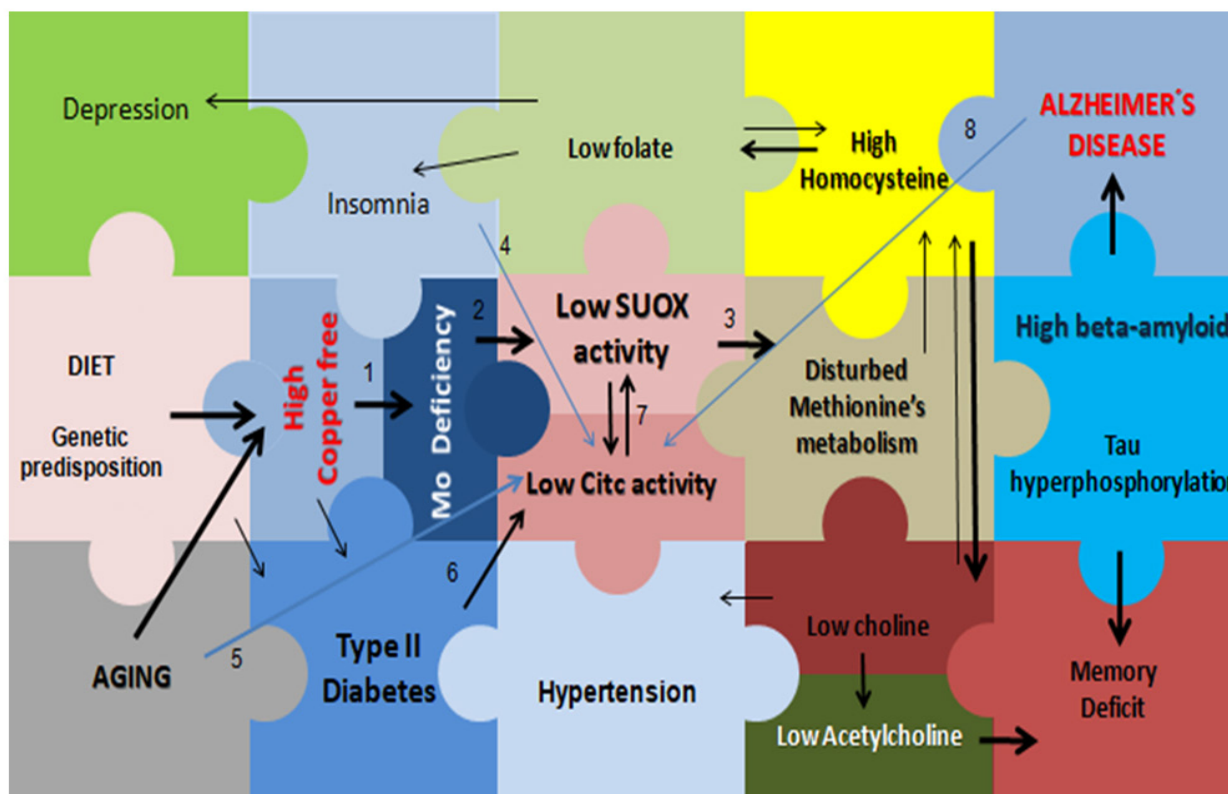 Depression
Insomnia
Low folate
High
Homocysteine
8
ALZHEIMER'S
DISEASE
4
DIET
Genetic
predisposition
High
Copper free
1
Mo Deficiency
2
Low SUOX
activity
3
7
Low Citc activity
Disturbed
Methionine's
metabolism
High beta-amyloid
Tau
hyperphosphorylation
AGING
5
6
Type II
Diabetes
Hypertension
Low choline
Low Acetylcholine
Memory
Deficit